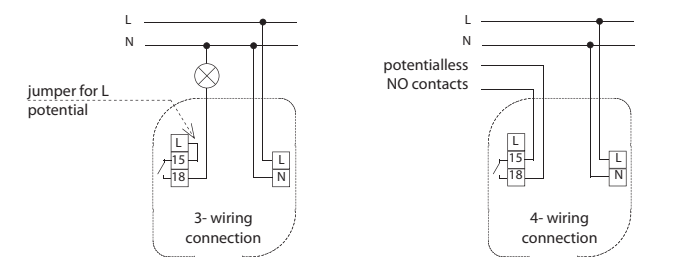 L
N
jumper for L
potential
L
15
18
L
N
3- wiring
connection
L
N
potentialless
NO contacts
L
15
18
L
N
4- wiring
connection